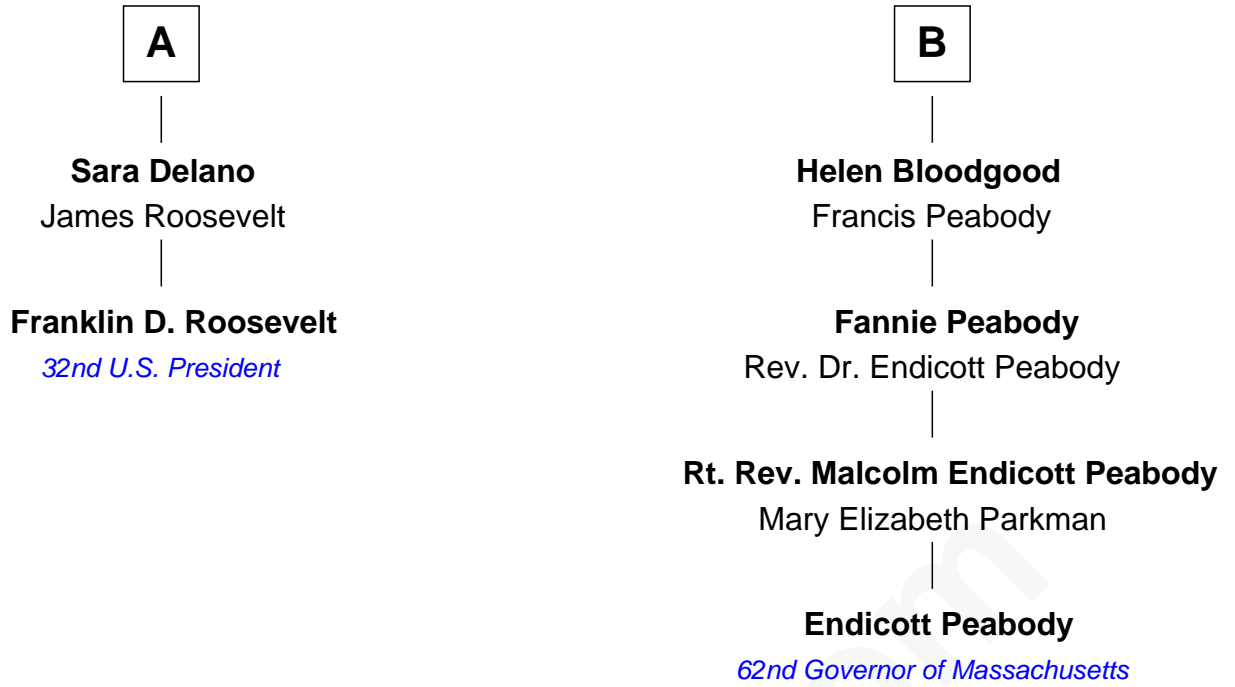 A
Sara Delano
James Roosevelt
Franklin D. Roosevelt
32nd U.S. President
B
Helen Bloodgood
Francis Peabody
Fannie Peabody
Rev. Dr. Endicott Peabody
Rt. Rev. Malcolm Endicott Peabody
Mary Elizabeth Parkman
Endicott Peabody
62nd Governor of Massachusetts